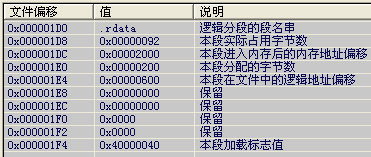 文件偏移 值 说明
0x000001D0 .rdata 逻辑分段的段名串
0x000001D8 0x00000092 本段实际占用字节数
0x000001DC 0x00002000 本段进入内存后的内存地址偏移
0x000001E0 0x00000200 本段分配的字节数
0x000001E4 0x00000600 本段在文件中的逻辑地址偏移
0x000001E8 0x00000000 保留
0x000001EC 0x00000000 保留
0x000001F0 0x0000 保留
0x000001F2 0x0000 保留
0x000001F4 0x40000040 本段加载标志值